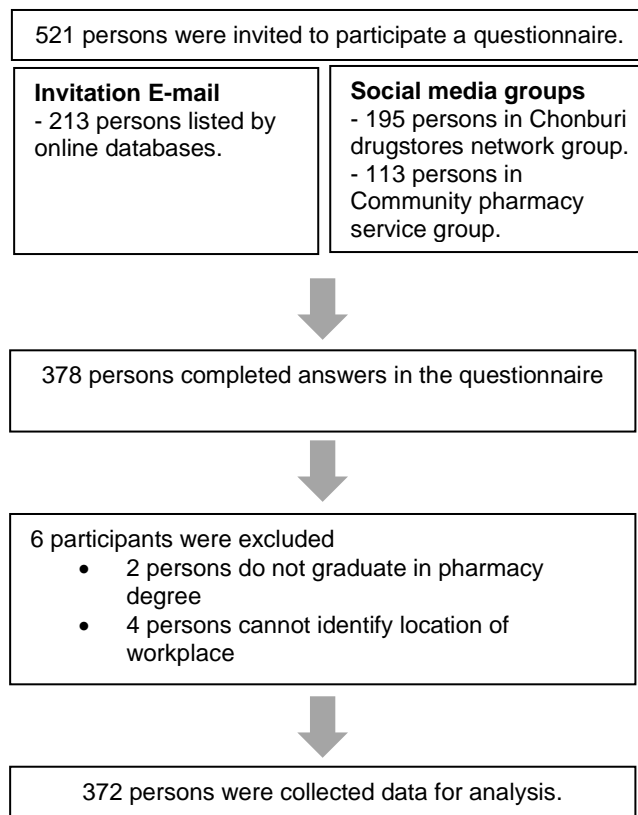 521 persons were invited to participate a questionnaire.
Invitation E-mail
- 213 persons listed by
online databases.
Social media groups
- 195 persons in Chonburi
drugstores network group.
- 113 persons in
Community pharmacy
service group.
378 persons completed answers in the questionnaire
6 participants were excluded
• 2 persons do not graduate in pharmacy
degree
• 4 persons cannot identify location of
workplace
372 persons were collected data for analysis.